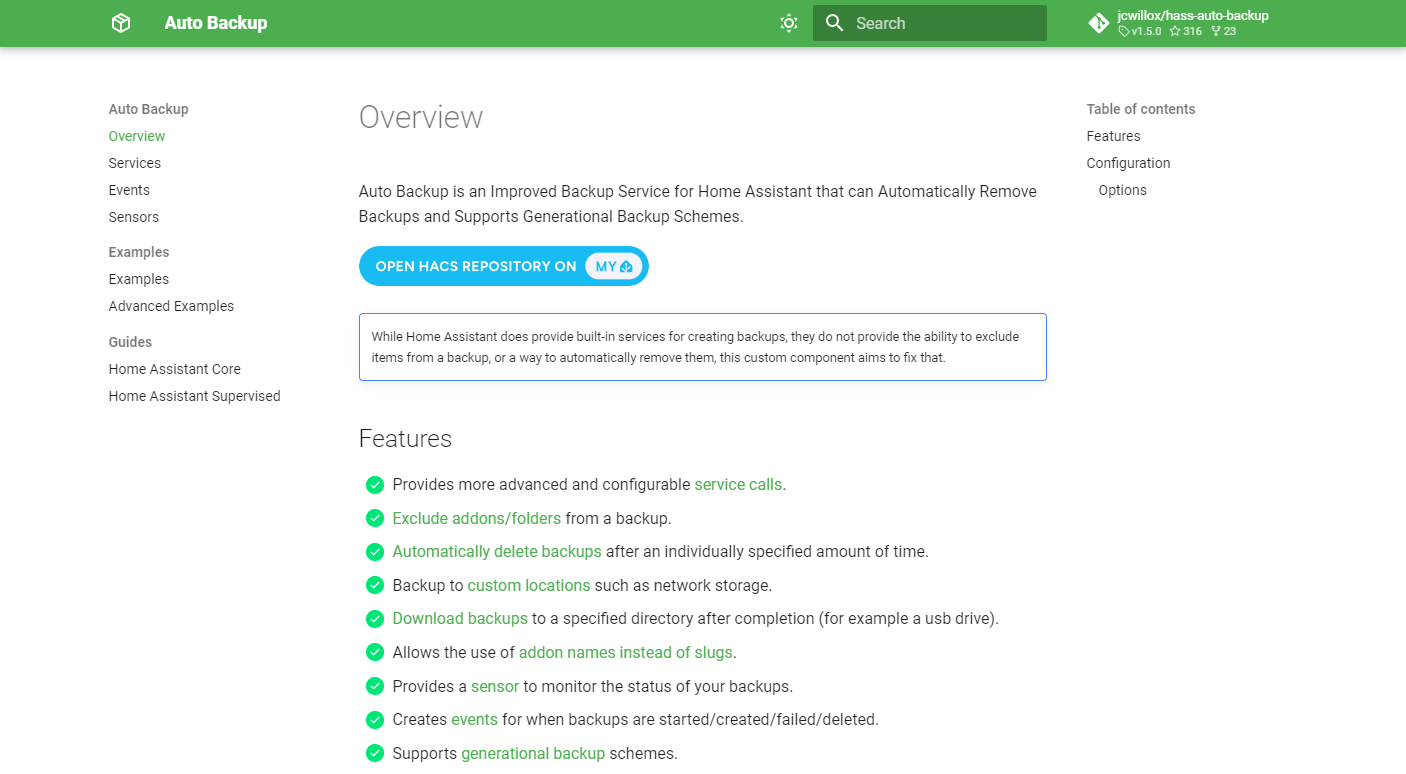 Auto Backup
Search
jcwillox/hass-auto-backup
v1.5.0 316 23
Auto Backup
Overview
Services
Events
Sensors
Examples
Examples
Advanced Examples
Guides
Home Assistant Core
Home Assistant Supervised
Overview
Auto Backup is an Improved Backup Service for Home Assistant that can Automatically Remove
Backups and Supports Generational Backup Schemes.
OPEN HACS REPOSITORY ON MY
While Home Assistant does provide built-in services for creating backups, they do not provide the ability to exclude
items from a backup, or a way to automatically remove them, this custom component aims to fix that.
Features
Provides more advanced and configurable service calls.
Exclude addons/folders from a backup.
Automatically delete backups after an individually specified amount of time.
Backup to custom locations such as network storage.
Download backups to a specified directory after completion (for example a usb drive).
Allows the use of addon names instead of slugs.
Provides a sensor to monitor the status of your backups.
Creates events for when backups are started/created/failed/deleted.
Supports generational backup schemes.
Table of contents
Features
Configuration
Options